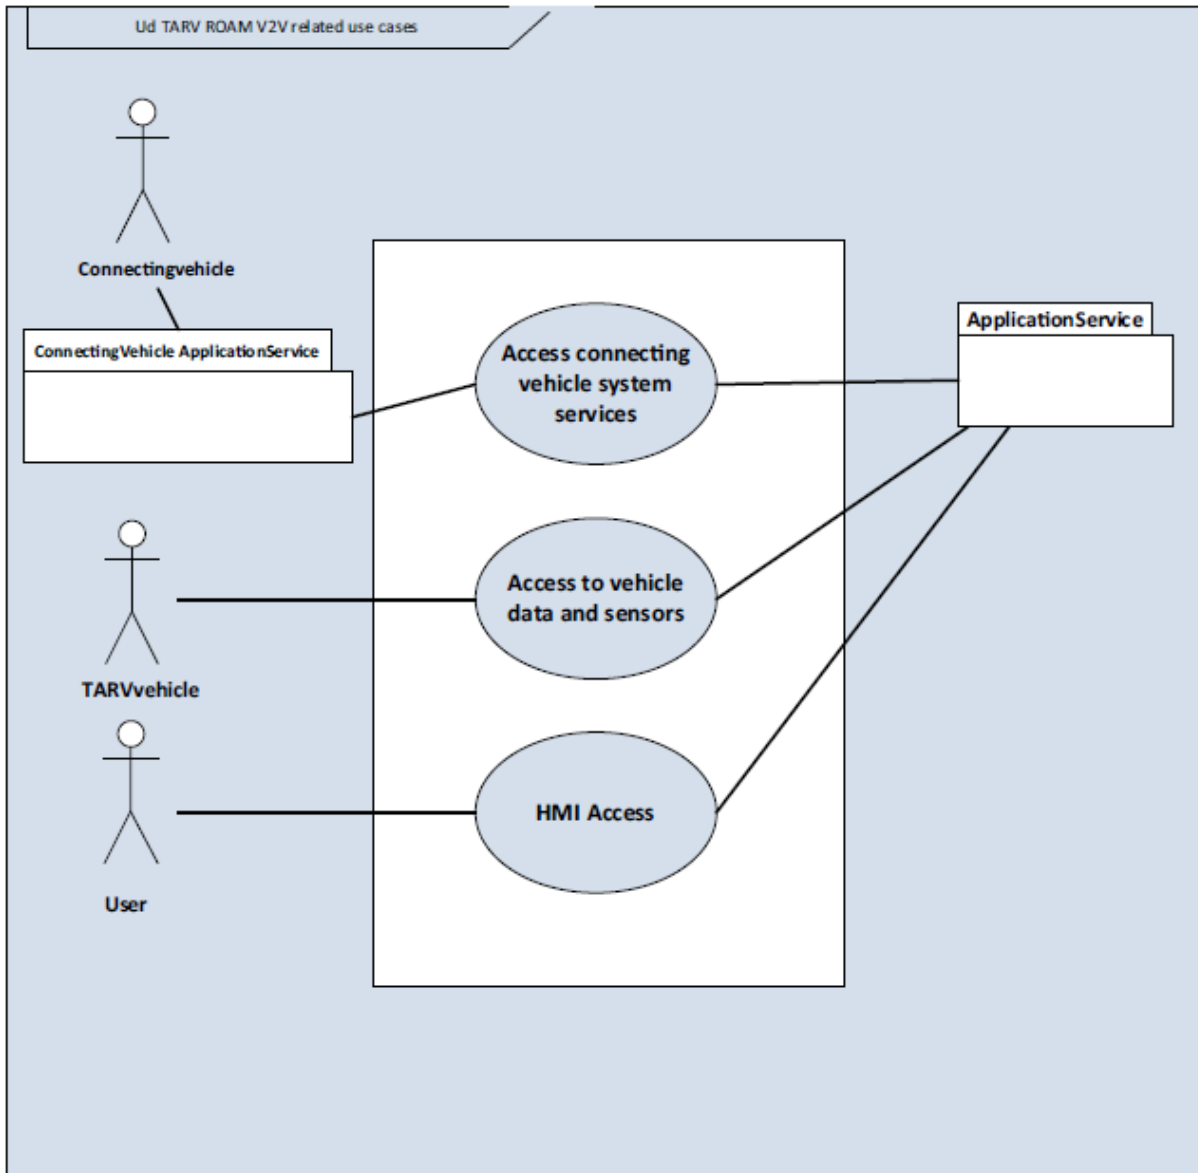 Ud TARV ROAM V2V related use cases
Connectingvehicle
ConnectingVehicle ApplicationService
Access connecting
vehicle system
services
ApplicationService
Access to vehicle
data and sensors
TARVvehicle
HMI Access
User